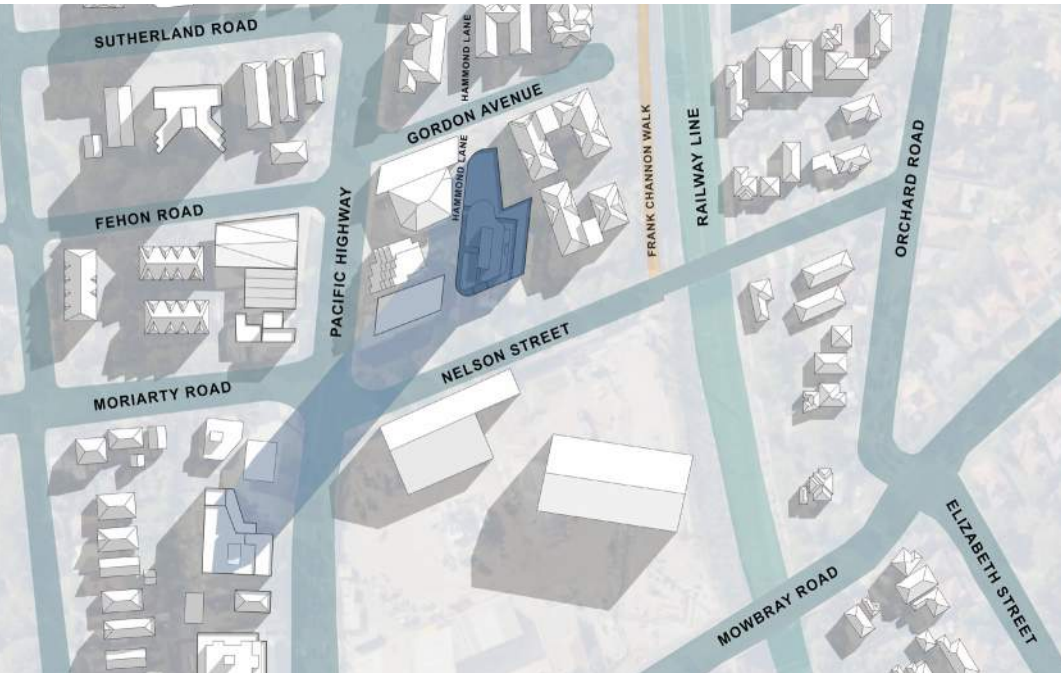 SUTHERLAND ROAD
HAMMOND LANE
GORDON AVENUE
HAMMOND LANE
FRANK CHANNON WALK
RAILWAY LINE
ORCHARD ROAD
FEHON ROAD
PACIFIC HIGHWAY
NELSON STREET
MORIARTY ROAD
ELIZABETH STREET
MOWBRAY ROAD